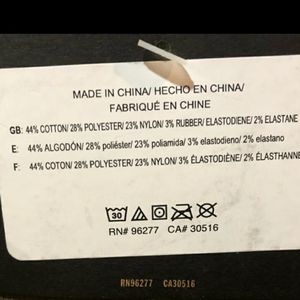 MADE IN CHINA/ HECHO EN CHINA/
FABRIQUÉ EN CHINE
GB: 44% COTTON/ 28% POLYESTER/ 23% NYLON/ 3% RUBBER/ ELASTODIENE/ 2% ELASTANE
E: 44% ALGODÓN/ 28% poliéster/ 23% poliamida/ 3% elastodieno/ 2% elastano
F: 44% COTON/ 28% POLYESTER/ 23% NYLON/ 3% ÉLASTODIÈNE/ 2% ÉLASTHANNE
30
RN# 96277 CA# 30516
RN96277 CA30516